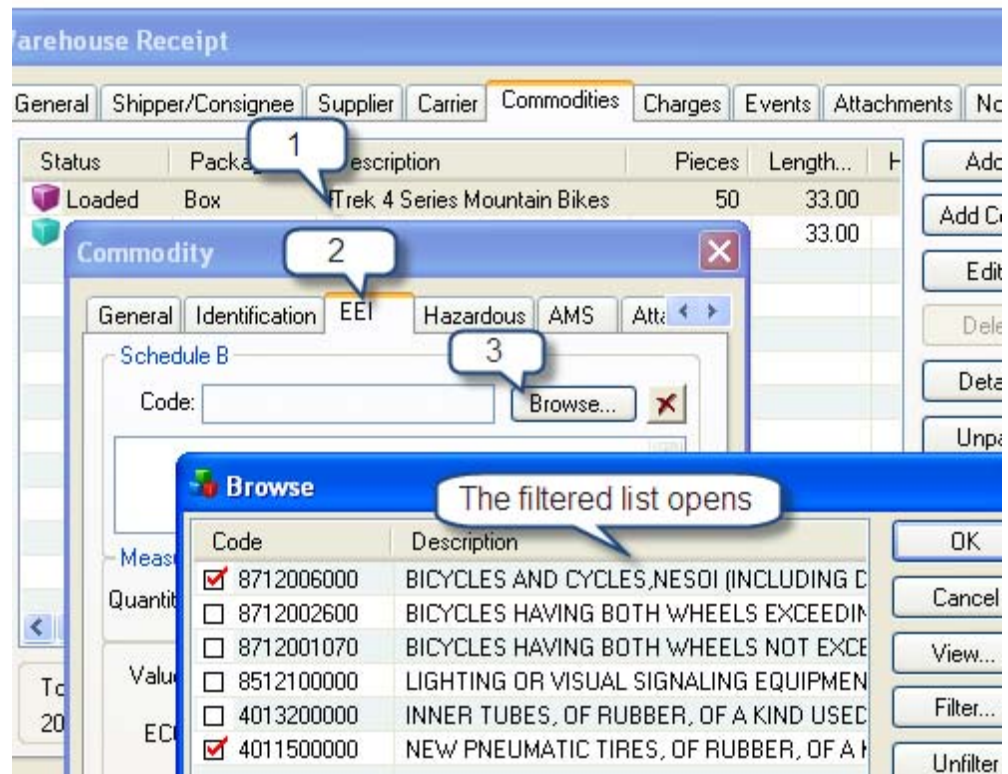 Warehouse Receipt
General Shipper/Consignee Supplier Carrier Commodities Charges Events Attachments
1
Status Description Pieces Length...
Loaded Box Trek 4 Series Mountain Bikes 50 33.00
33.00
Add
Edit
2
Commodity
General Identification EEI Hazardous AMS
3
Schedule B
Code: Browse...
Browse
The filtered list opens
Code Description
8712006000 BICYCLES AND CYCLES,NESOI (INCLUDING
8712002600 BICYCLES HAVING BOTH WHEELS
8712001070 BICYCLES HAVING BOTH WHEELS NOT
8512100000 LIGHTING OR VISUAL SIGNALING
4013200000 INNER TUBES, OF RUBBER, OF A KIND USED
4011500000 NEW PNEUMATIC TIRES, OF RUBBER, OF A
OK
Cancel
View...
Filter...
Unfilter
20